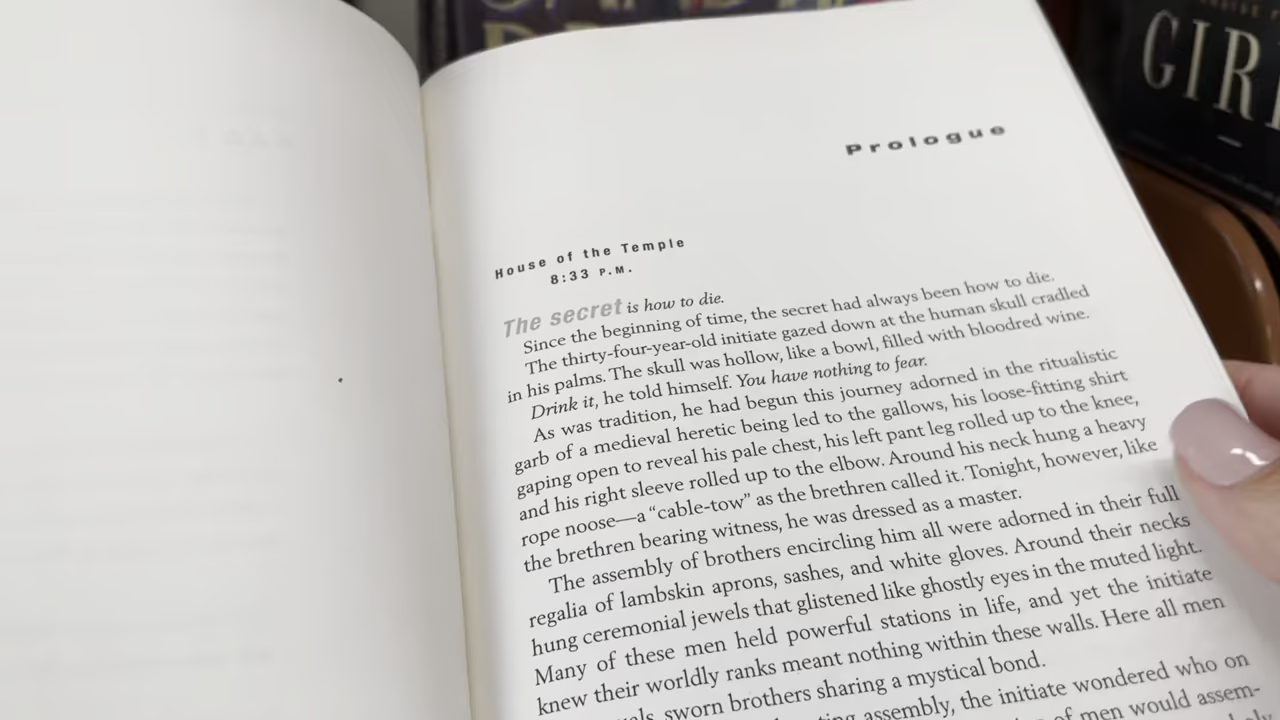 GIR
Prologue
House of the Temple
8:33 P.M.
The secret is how to die.
Since the beginning of time, the secret had always been how to die.
The thirty-four-year-old initiate gazed down at the human skull cradled
in his palms. The skull was hollow, like a bowl, filled with bloodred wine.
Drink it, he told himself. You have nothing to fear.
As was tradition, he had begun this journey adorned in the ritualistic
garb of a medieval heretic being led to the gallows, his loose-fitting shirt
gaping open to reveal his pale chest, his left pant leg rolled up to the knee,
and his right sleeve rolled up to the elbow. Around his neck hung a heavy
rope noose—a “cable-tow” as the brethren called it. Tonight, however, like
the brethren bearing witness, he was dressed as a master.
The assembly of brothers encircling him all were adorned in their full
regalia of lambskin aprons, sashes, and white gloves. Around their necks
hung ceremonial jewels that glistened like ghostly eyes in the muted light.
Many of these men held powerful stations in life, and yet the initiate
knew their worldly ranks meant nothing within these walls. Here all men
sworn brothers sharing a mystical bond.
assembly, the initiate wondered who on
of men would assem-